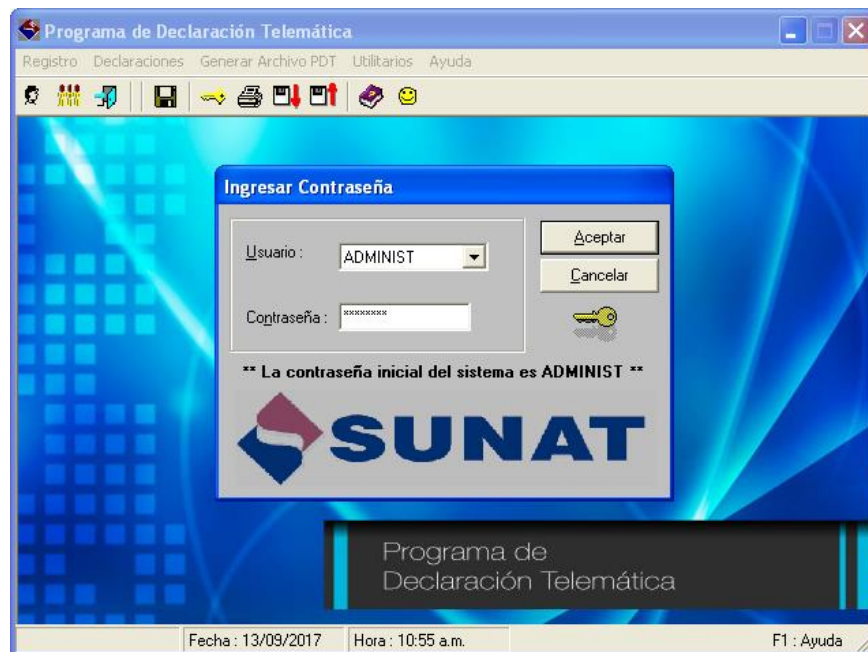 Programa de Declaración Telemática
Registro Declaraciones Generar Archivo PDT Utilitarios Ayuda
Ingresar Contraseña
Usuario : ADMINIST Aceptar
Cancelar
Contraseña : ********
** La contraseña inicial del sistema es ADMINIST **
SUNAT
Programa de
Declaración Telemática
Fecha : 13/09/2017 Hora : 10:55 a.m. F1 : Ayuda